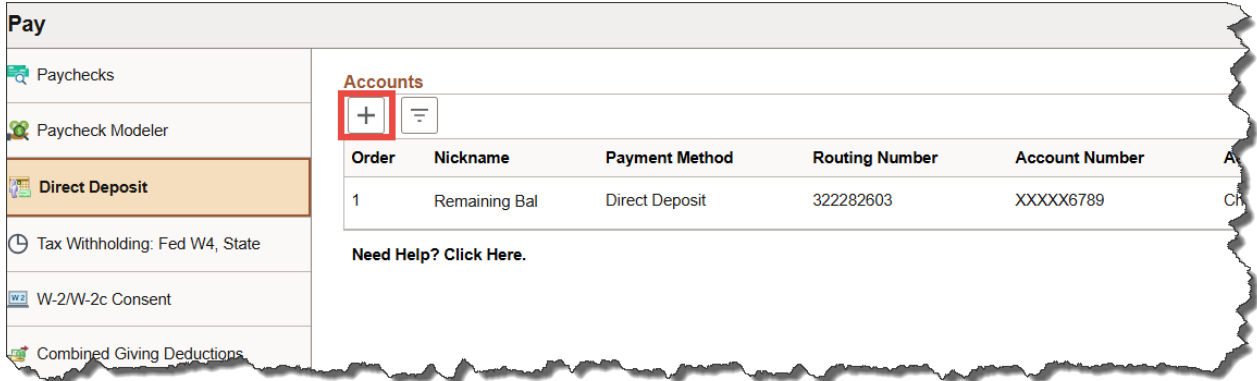 Pay
Paychecks
Paycheck Modeler
Direct Deposit
Tax Withholding: Fed W4, State
W2 W-2/W-2c Consent
Combined Giving Deductions
Accounts
Order Nickname Payment Method Routing Number Account Number
1 Remaining Bal Direct Deposit 322282603 XXXXX6789
Need Help? Click Here.